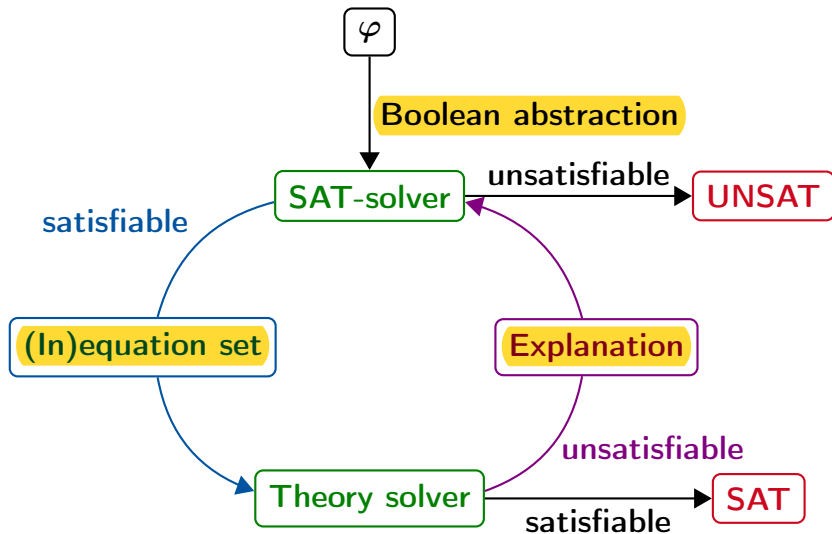 φ
Boolean abstraction
SAT-solver
unsatisfiable
UNSAT
satisfiable
(In)equation set
Explanation
unsatisfiable
Theory solver
satisfiable
SAT